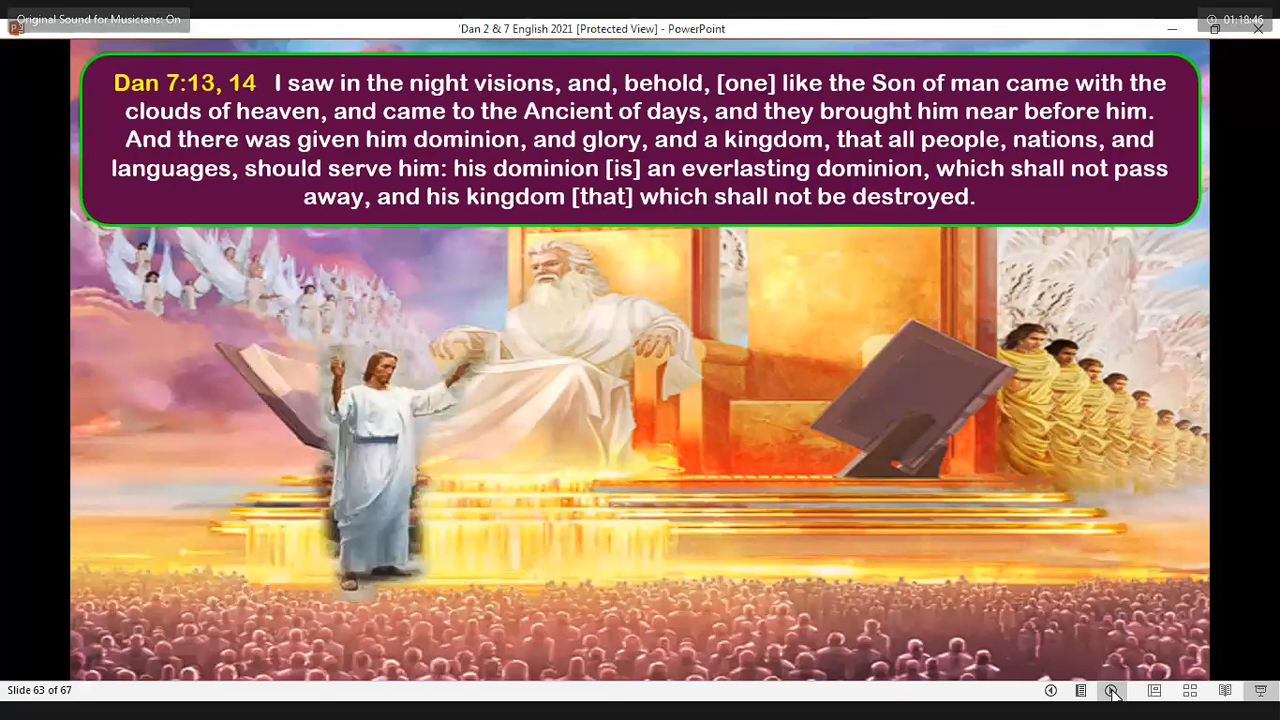 Original Sound for Musicians: On
01:18:46
'Dan 2 & 7 English 2021 [Protected View] - PowerPoint
Dan 7:13, 14 I saw in the night visions, and, behold, [one] like the Son of man came with the
clouds of heaven, and came to the Ancient of days, and they brought him near before him.
And there was given him dominion, and glory, and a kingdom, that all people, nations, and
languages, should serve him: his dominion [is] an everlasting dominion, which shall not pass
away, and his kingdom [that] which shall not be destroyed.
Slide 63 of 67